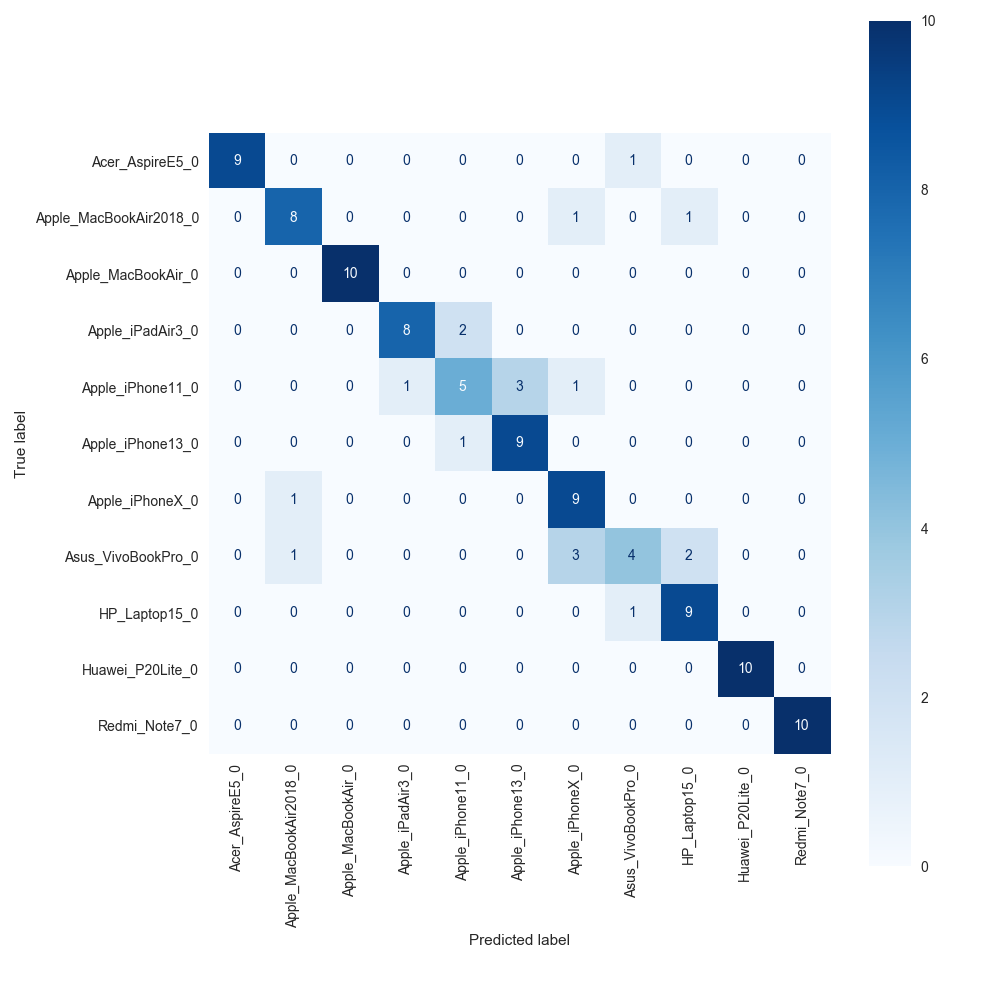 Acer_AspireE5_0 9 0 0 0 0 0 0 1 0 0 0
Apple_MacBookAir2018_0 0 8 0 0 0 0 1 0 1 0 0
Apple_MacBookAir_0 0 0 10 0 0 0 0 0 0 0 0
Apple_iPadAir3_0 0 0 0 8 2 0 0 0 0 0 0
Apple_iPhone11_0 0 0 0 1 5 3 1 0 0 0 0
Apple_iPhone13_0 0 0 0 0 1 9 0 0 0 0 0
Apple_iPhoneX_0 0 1 0 0 0 0 9 0 0 0 0
Asus_VivoBookPro_0 0 1 0 0 0 0 3 4 2 0 0
HP_Laptop15_0 0 0 0 0 0 0 0 1 9 0 0
Huawei_P20Lite_0 0 0 0 0 0 0 0 0 0 10 0
Redmi_Note7_0 0 0 0 0 0 0 0 0 0 0 10
True label
Acer_AspireE5_0
Apple_MacBookAir2018_0
Apple_MacBookAir_0
Apple_iPadAir3_0
Apple_iPhone11_0
Apple_iPhone13_0
Apple_iPhoneX_0
Asus_VivoBookPro_0
HP_Laptop15_0
Huawei_P20Lite_0
Redmi_Note7_0
Predicted label
10
8
6
4
2
0